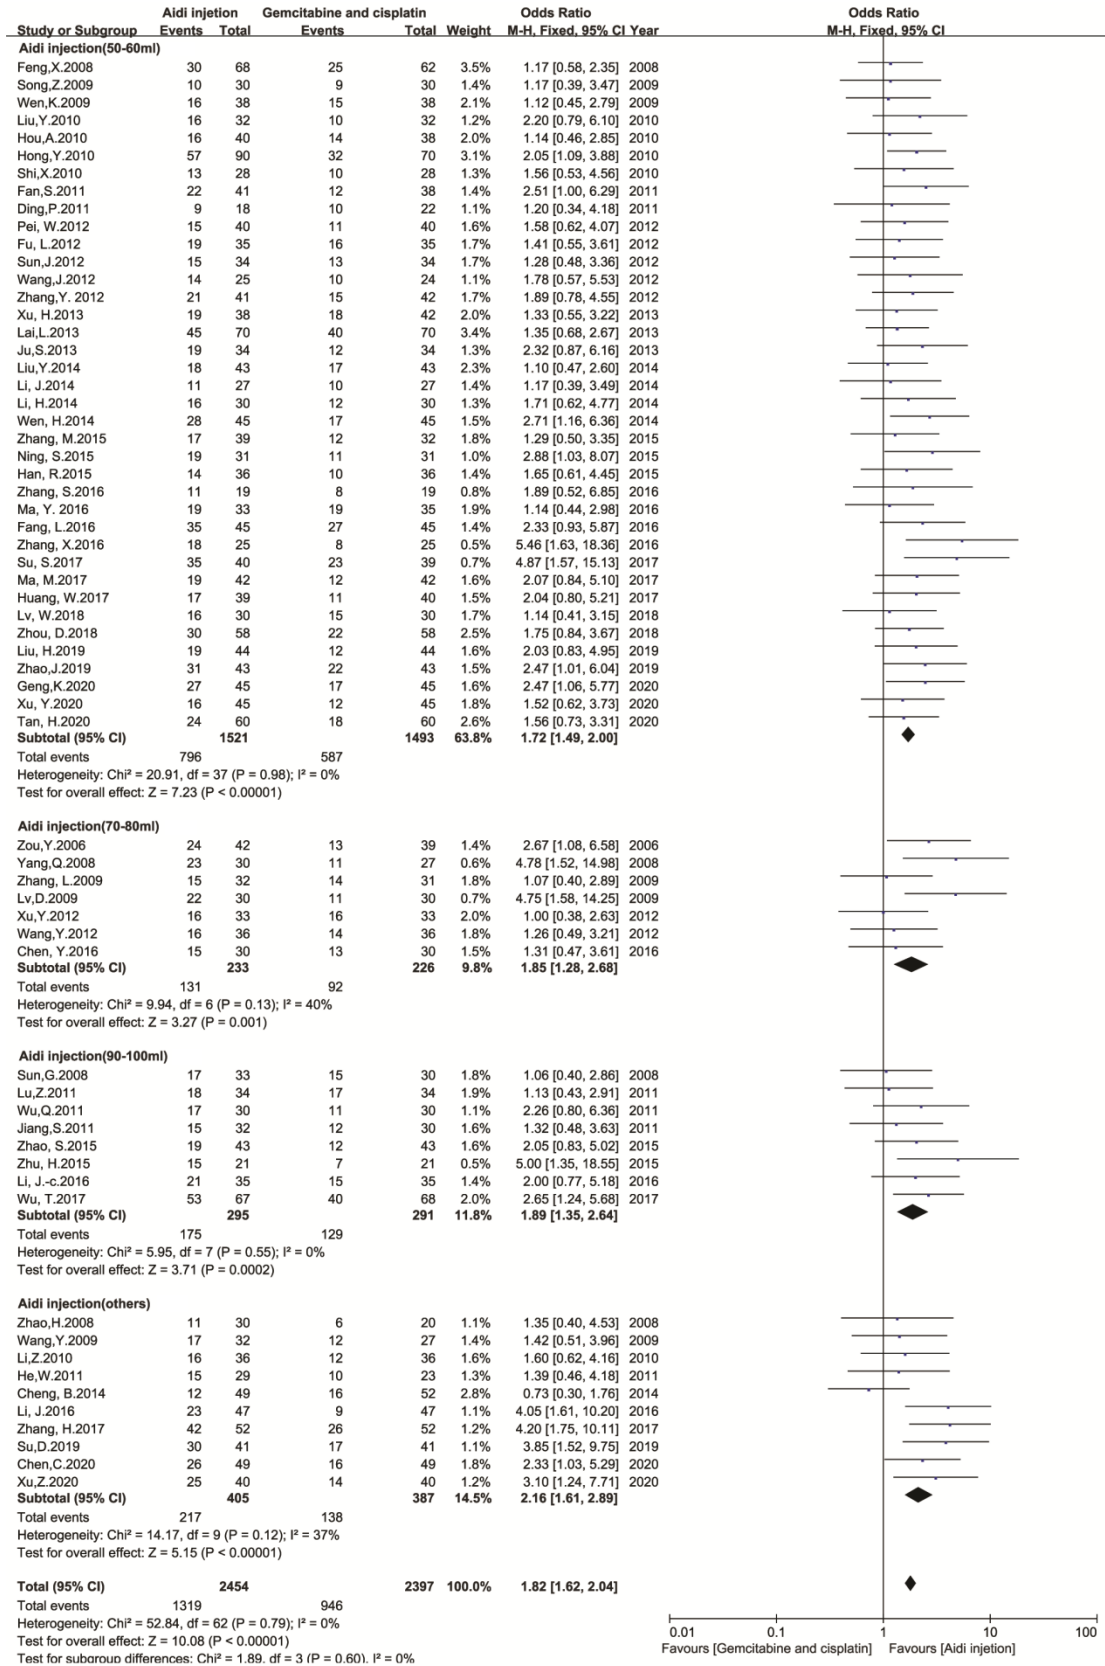 Aidi injetion Gemcitabine and cisplatin Odds Ratio Odds Ratio
Study or Subgroup Events Total Events Total Weight M-H, Fixed, 95% CI Year M-H, Fixed, 95% CI
Aidi injection(50-60ml)
Feng,X.2008 30 68 25 62 3.5% 1.17 [0.58, 2.35] 2008
Song,Z.2009 10 30 9 30 1.4% 1.17 [0.39, 3.47] 2009
Wen,K.2009 16 38 15 38 2.1% 1.12 [0.45, 2.79] 2009
Liu,Y.2010 16 32 10 32 1.2% 2.20 [0.79, 6.10] 2010
Hou,A.2010 16 40 14 38 2.0% 1.14 [0.46, 2.85] 2010
Hong,Y.2010 57 90 32 70 3.1% 2.05 [1.09, 3.88] 2010
Shi,X.2010 13 28 10 28 1.3% 1.56 [0.53, 4.56] 2010
Fan,S.2011 22 41 12 38 1.4% 2.51 [1.00, 6.29] 2011
Ding,P.2011 9 18 10 22 1.1% 1.20 [0.34, 4.18] 2011
Pei, W.2012 15 40 11 40 1.6% 1.58 [0.62, 4.07] 2012
Fu, L.2012 19 35 16 35 1.7% 1.41 [0.55, 3.61] 2012
Sun,J.2012 15 34 13 34 1.7% 1.28 [0.48, 3.36] 2012
Wang,J.2012 14 25 10 24 1.0% 1.78 [0.57, 5.53] 2012
Zhang,Y. 2012 21 41 15 42 1.7% 1.89 [0.78, 4.55] 2012
Xu, H.2013 19 38 18 42 2.0% 1.33 [0.55, 3.22] 2013
Lai,L.2013 45 70 40 70 3.4% 1.35 [0.68, 2.67] 2013
Ju,S.2013 19 34 12 34 1.3% 2.32 [0.87, 6.16] 2013
Liu,Y.2014 18 43 17 43 2.3% 1.10 [0.47, 2.60] 2014
Li, J.2014 11 27 10 27 1.4% 1.17 [0.39, 3.49] 2014
Li, H.2014 16 30 12 30 1.3% 1.71 [0.62, 4.77] 2014
Wen, H.2014 28 45 17 45 1.5% 2.71 [1.16, 6.36] 2014
Zhang, M.2015 17 39 12 32 1.8% 1.29 [0.50, 3.35] 2015
Ning, S.2015 19 31 11 31 1.0% 2.88 [1.03, 8.07] 2015
Han, R.2015 14 36 10 36 1.4% 1.65 [0.61, 4.45] 2015
Zhang, S.2016 11 19 8 19 0.8% 1.89 [0.52, 6.85] 2016
Ma, Y. 2016 19 33 19 35 1.9% 1.14 [0.44, 2.98] 2016
Fang, L.2016 35 45 27 45 1.4% 2.33 [0.93, 5.87] 2016
Zhang, X.2016 18 25 8 25 0.5% 5.46 [1.63, 18.36] 2016
Su, S.2017 35 40 23 39 0.7% 4.87 [1.57, 15.13] 2017
Ma, M.2017 19 42 12 42 1.6% 2.07 [0.84, 5.10] 2017
Huang, W.2017 17 39 11 40 1.4% 2.04 [0.80, 5.21] 2017
Lv, W.2018 16 30 15 30 1.6% 1.14 [0.41, 3.15] 2018
Zhou, D.2018 30 58 22 58 2.5% 1.75 [0.84, 3.67] 2018
Liu, H.2019 19 44 12 44 1.6% 2.03 [0.83, 4.95] 2019
Zhao,J.2019 31 43 22 43 1.5% 2.47 [1.01, 6.04] 2019
Geng,K.2020 27 45 17 45 1.6% 2.47 [1.06, 5.77] 2020
Xu, Y.2020 16 45 12 45 1.8% 1.52 [0.62, 3.73] 2020
Tan, H.2020 24 60 18 60 2.6% 1.56 [0.73, 3.31] 2020
Subtotal (95% CI) 1521 1493 63.8% 1.72 [1.49, 2.00]
Total events 796 587
Heterogeneity: Chi² = 20.91, df = 37 (P = 0.98); I² = 0%
Test for overall effect: Z = 7.23 (P < 0.00001)
Aidi injection(70-80ml)
Zou,Y.2006 24 42 13 39 1.4% 2.67 [1.08, 6.58] 2006
Yang,Q.2008 23 30 11 27 0.6% 4.78 [1.52, 14.98] 2008
Zhang, L.2009 15 32 14 31 1.8% 1.07 [0.40, 2.89] 2009
Lv,D.2009 22 30 11 30 0.7% 4.75 [1.58, 14.25] 2009
Xu,Y.2012 16 33 16 33 2.0% 1.00 [0.38, 2.63] 2012
Wang,Y.2012 16 36 14 36 1.9% 1.26 [0.49, 3.21] 2012
Chen, Y.2016 15 30 13 30 1.5% 1.31 [0.47, 3.61] 2016
Subtotal (95% CI) 233 226 9.8% 1.85 [1.28, 2.68]
Total events 131 92
Heterogeneity: Chi² = 9.94, df = 6 (P = 0.13); I² = 40%
Test for overall effect: Z = 3.27 (P = 0.001)
Aidi injection(90-100ml)
Sun,G.2008 17 33 15 30 1.8% 1.06 [0.40, 2.86] 2008
Lu,Z.2011 18 34 17 34 1.9% 1.13 [0.43, 2.91] 2011
Wu,Q.2011 17 30 11 30 1.1% 2.26 [0.80, 6.36] 2011
Jiang,S.2011 15 32 12 30 1.5% 1.32 [0.48, 3.63] 2011
Zhao, S.2015 19 43 12 43 1.6% 2.05 [0.83, 5.02] 2015
Zhu, H.2015 15 21 7 21 0.5% 5.00 [1.35, 18.55] 2015
Li, J.-c.2016 21 35 15 35 1.4% 2.00 [0.77, 5.18] 2016
Wu, T.2017 53 67 40 68 2.0% 2.65 [1.24, 5.68] 2017
Subtotal (95% CI) 295 291 11.8% 1.89 [1.35, 2.64]
Total events 175 129
Heterogeneity: Chi² = 5.95, df = 7 (P = 0.55); I² = 0%
Test for overall effect: Z = 3.71 (P = 0.0002)
Aidi injection(others)
Zhao,H.2008 11 30 6 20 1.1% 1.35 [0.40, 4.53] 2008
Wang,Y.2009 17 32 12 27 1.4% 1.42 [0.51, 3.96] 2009
Li,Z.2010 16 36 12 36 1.6% 1.60 [0.62, 4.16] 2010
He,W.2011 15 29 10 23 1.3% 1.39 [0.46, 4.18] 2011
Cheng, B.2014 12 49 16 52 2.8% 0.73 [0.30, 1.76] 2014
Li, J.2016 23 47 9 47 1.1% 4.05 [1.61, 10.20] 2016
Zhang, H.2017 42 52 26 52 1.2% 4.20 [1.75, 10.11] 2017
Su,D.2019 30 41 17 41 1.1% 3.85 [1.52, 9.75] 2019
Chen,C.2020 26 49 16 49 1.8% 2.33 [1.03, 5.29] 2020
Xu,Z.2020 25 40 14 40 1.2% 3.10 [1.24, 7.71] 2020
Subtotal (95% CI) 405 387 14.5% 2.16 [1.61, 2.89]
Total events 217 138
Heterogeneity: Chi² = 14.17, df = 9 (P = 0.12); I² = 37%
Test for overall effect: Z = 5.15 (P < 0.00001)
Total (95% CI) 2454 2397 100.0% 1.82 [1.62, 2.04]
Total events 1319 946
Heterogeneity: Chi² = 52.84, df = 62 (P = 0.79); I² = 0%
Test for overall effect: Z = 10.08 (P < 0.00001)
Test for subgroup differences: Chi² = 1.89, df = 3 (P = 0.60), I² = 0%
0.01 0.1 1 10 100
Favours [Gemcitabine and cisplatin] Favours [Aidi injetion]